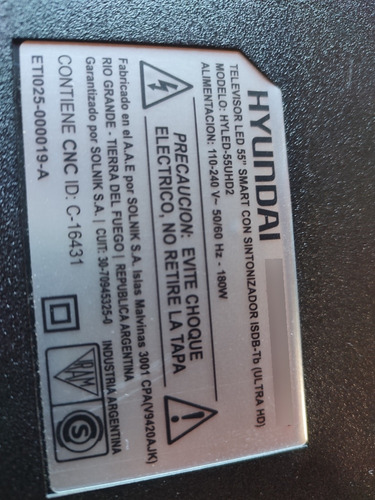 HYUNDAI
TELEVISOR LED 55" SMART CON SINTONIZADOR ISDB-Tb (ULTRA HD)
MODELO: HYLED-55UHD2
ALIMENTACION: 110-240 V~ 50/60 Hz - 180W
PRECAUCION: EVITE CHOQUE
ELECTRICO, NO RETIRE LA TAPA
Fabricado en el A.A.E por SOLNIK S.A. Islas Malvinas 3001 CPA(V9420AJK)
RIO GRANDE - TIERRA DEL FUEGO | REPUBLICA ARGENTINA
Garantizado por SOLNIK S.A. | CUIT: 30-70945325-0
INDUSTRIA ARGENTINA
CONTIENE CNC ID: C-16431
ETI025-000019-A
IRAM
S